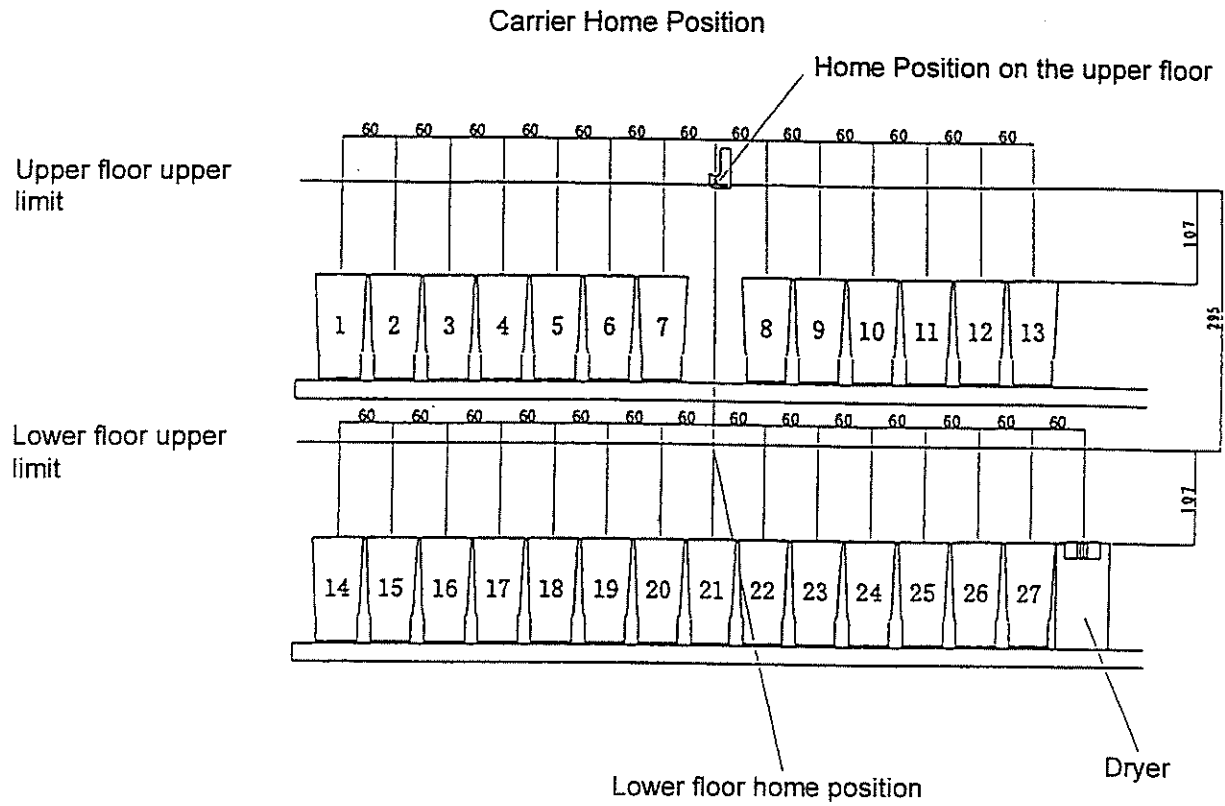 Carrier Home Position
Home Position on the upper floor
60 60 60 60 60 60 60 60 60 60 60 60 60
Upper floor upper
limit
107
295
1 2 3 4 5 6 7 8 9 10 11 12 13
60 60 60 60 60 60 60 60 60 60 60 60 60 60
Lower floor upper
limit
107
14 15 16 17 18 19 20 21 22 23 24 25 26 27
Dryer
Lower floor home position